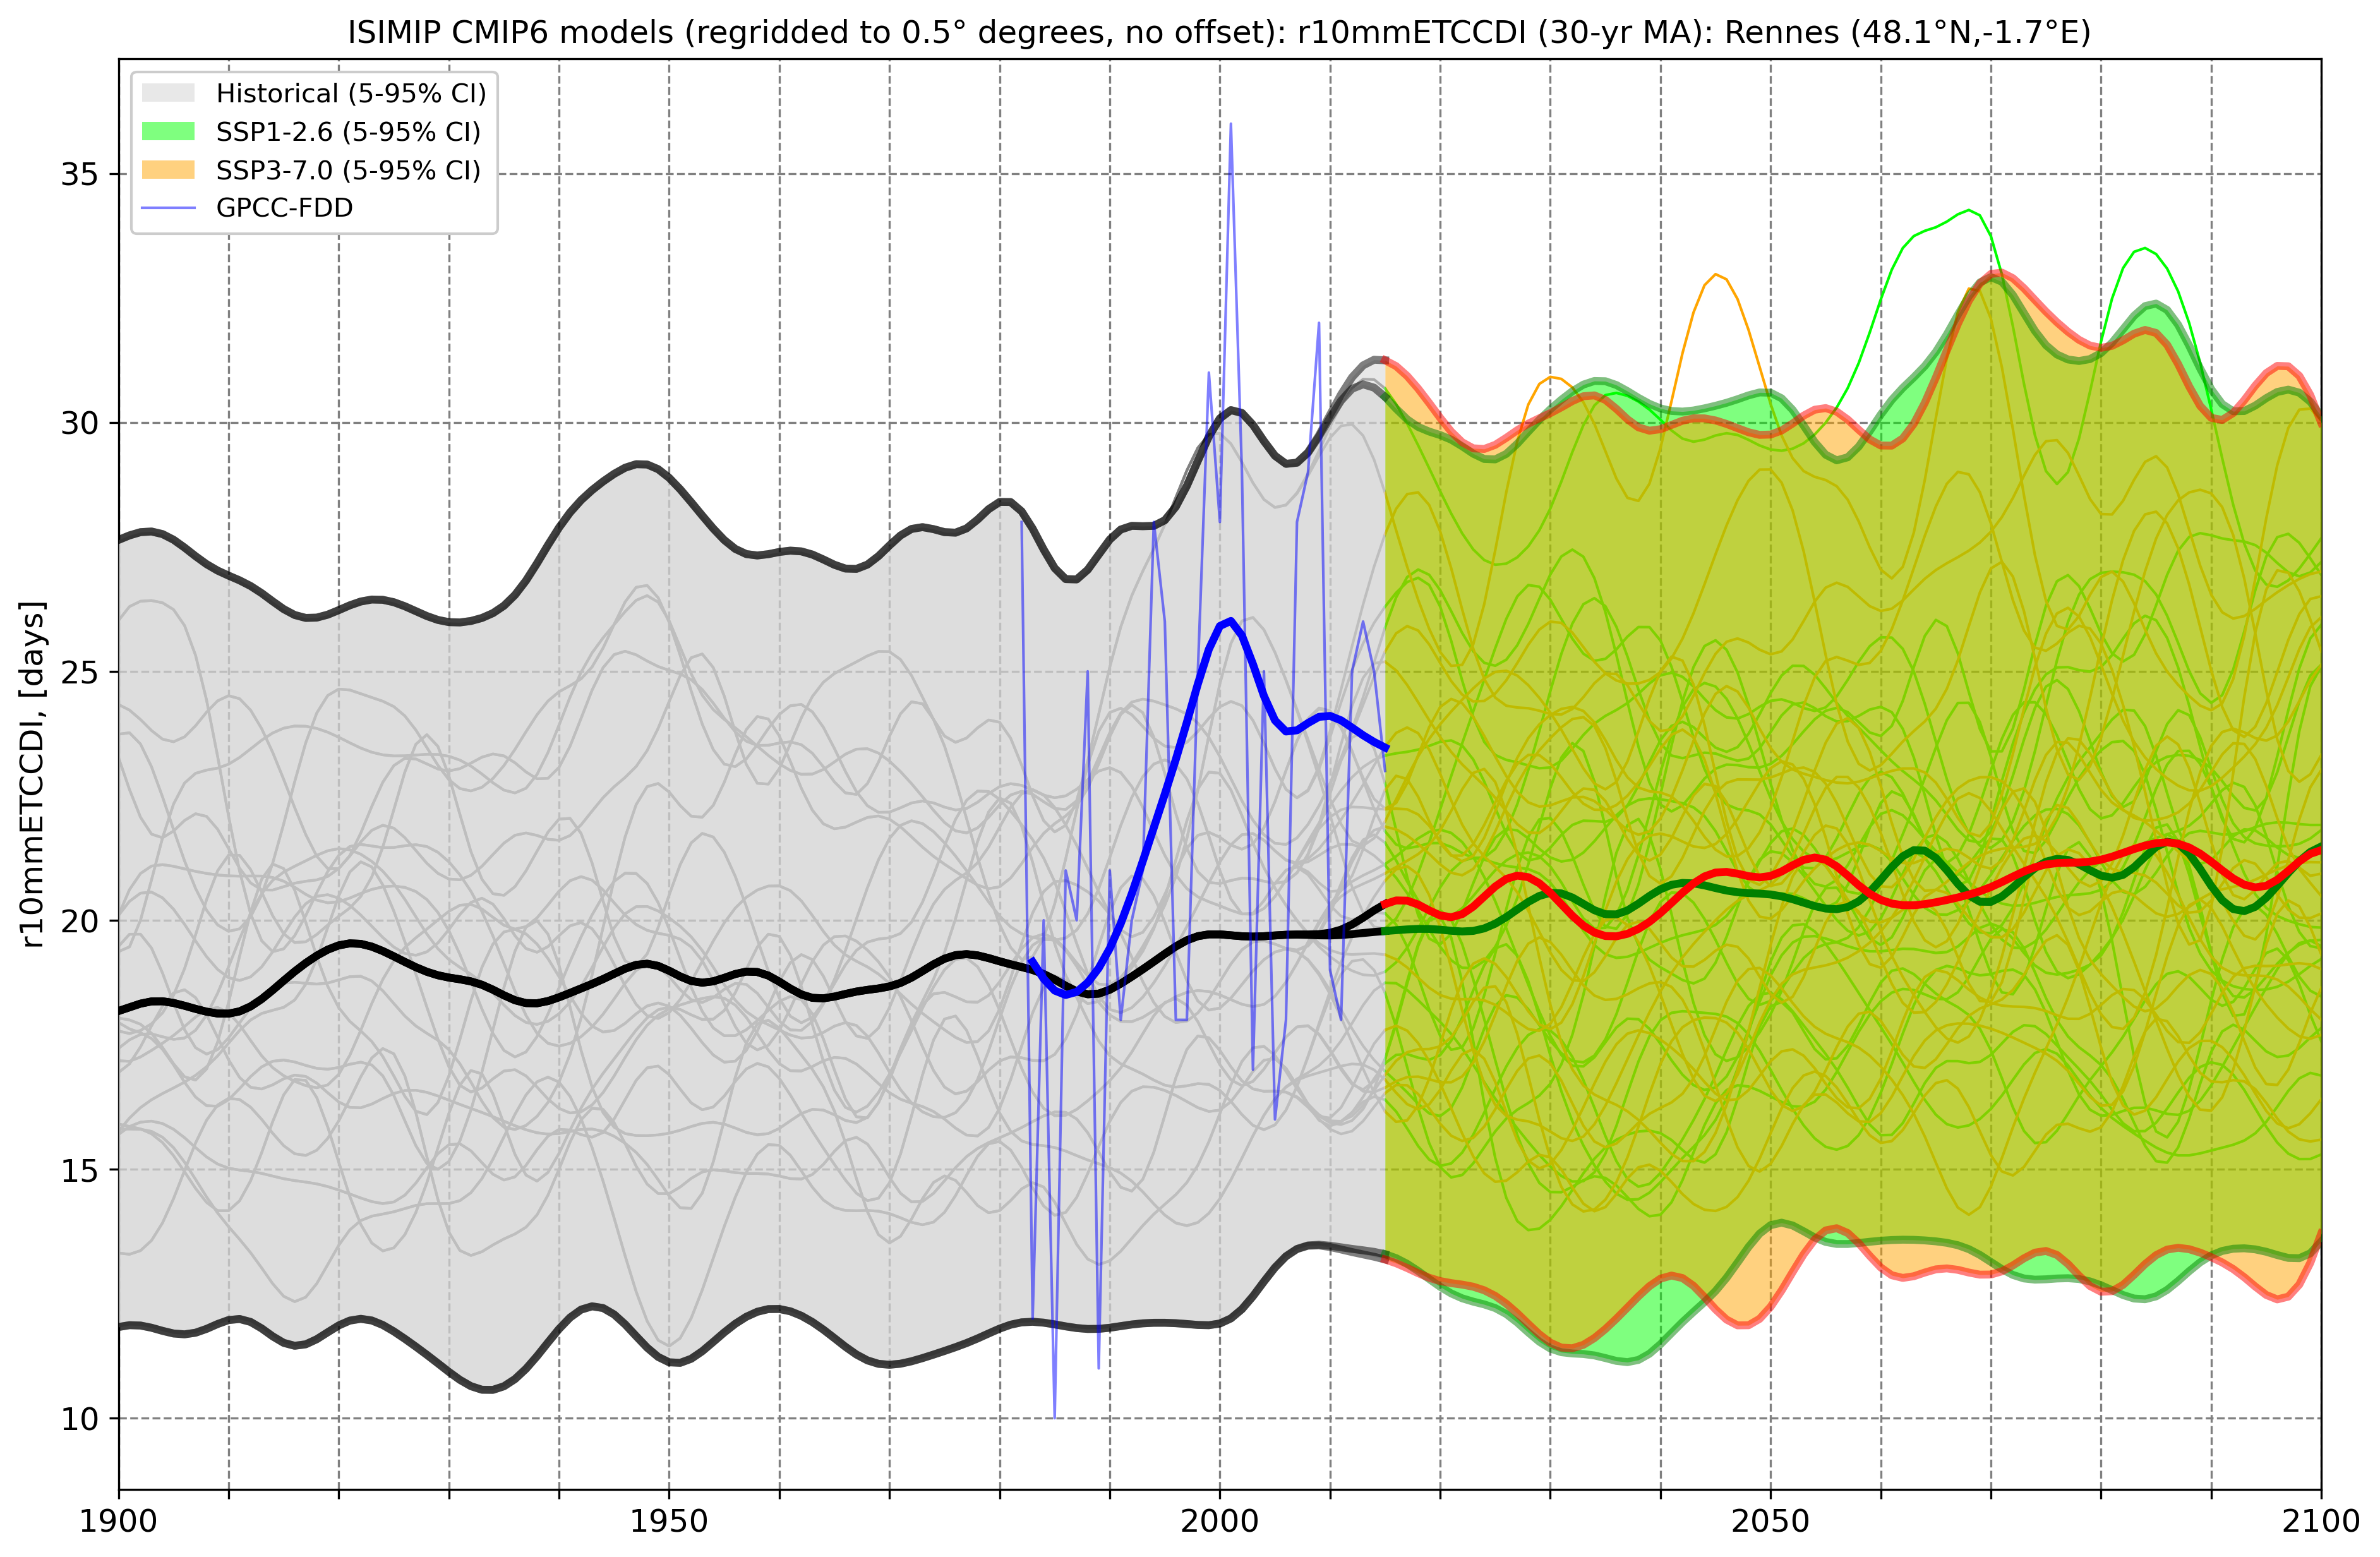 ISIMIP CMIP6 models (regridded to 0.5° degrees, no offset): r10mmETCCDI (30-yr MA): Rennes (48.1°N,-1.7°E)
Historical (5-95% CI)
SSP1-2.6 (5-95% CI)
SSP3-7.0 (5-95% CI)
GPCC-FDD
r10mmETCCDI, [days]
35
30
25
20
15
10
1900
1950
2000
2050
2100